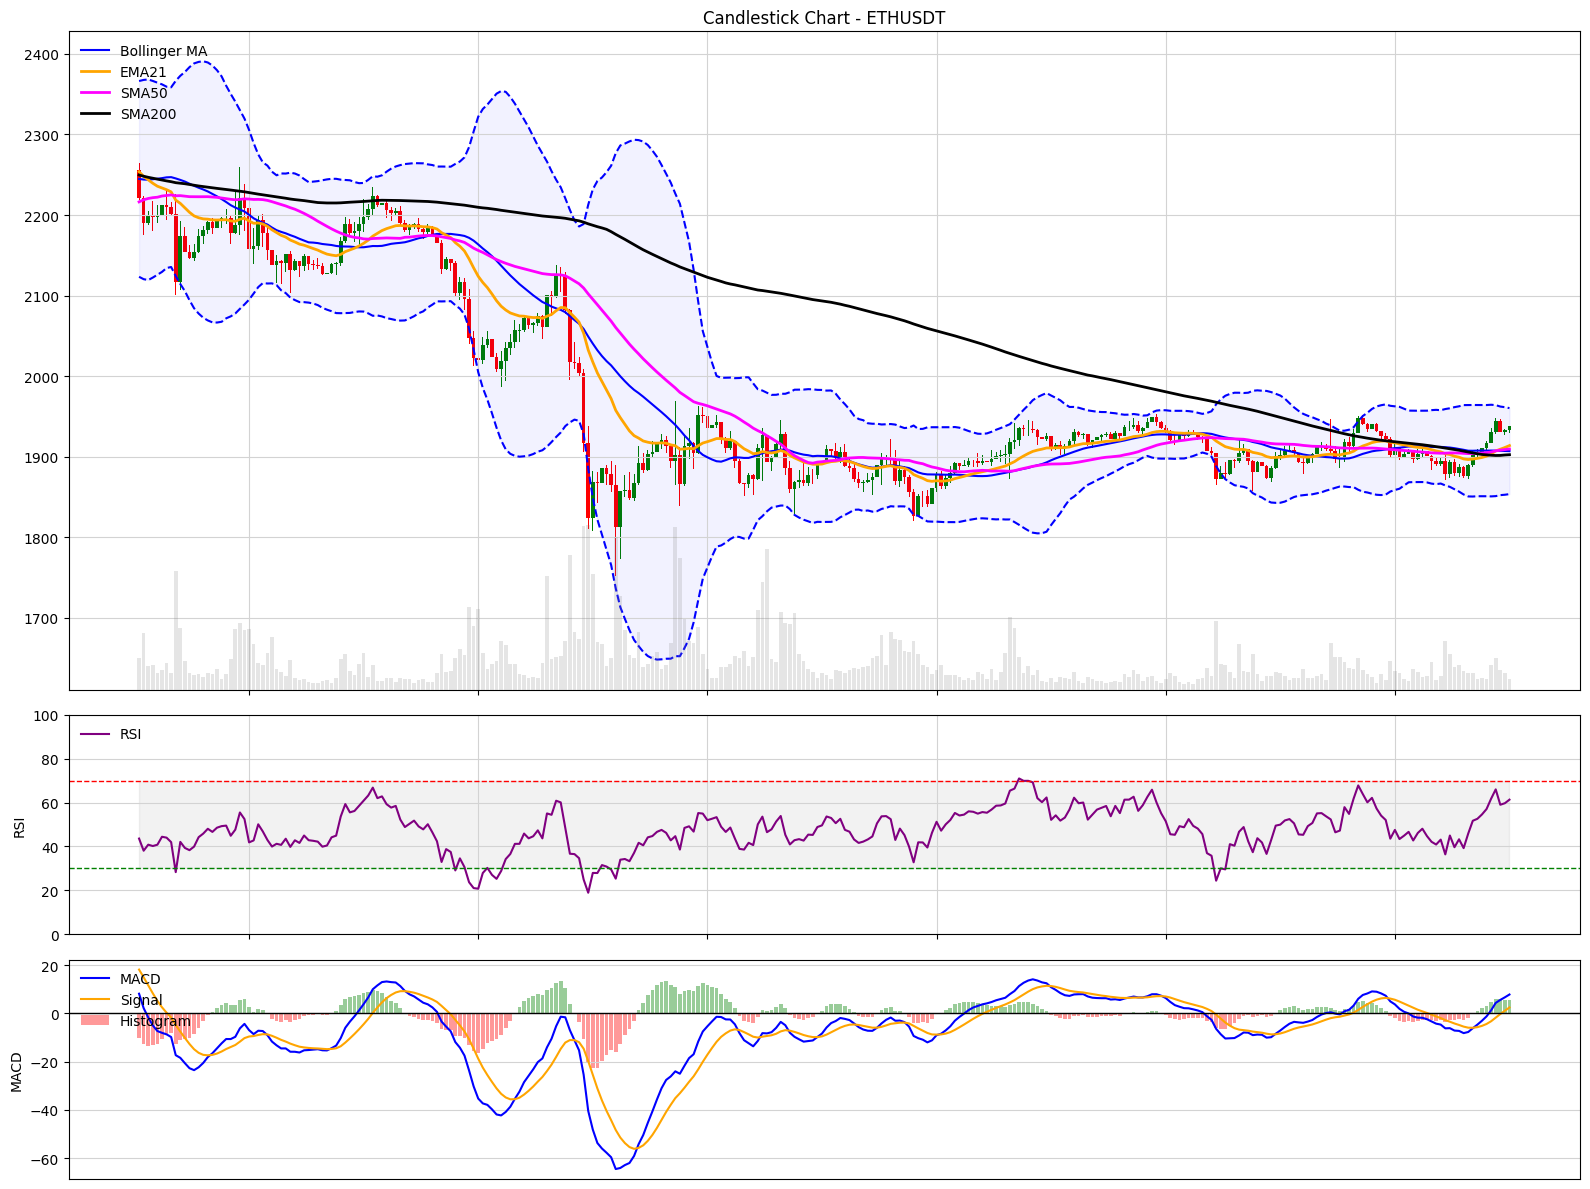 Candlestick Chart - ETHUSDT
Bollinger MA
EMA21
SMA50
SMA200
2400
2300
2200
2100
2000
1900
1800
1700
RSI
100
80
60
40
20
0
RSI
MACD
Signal
Histogram
20
0
−20
−40
−60
MACD